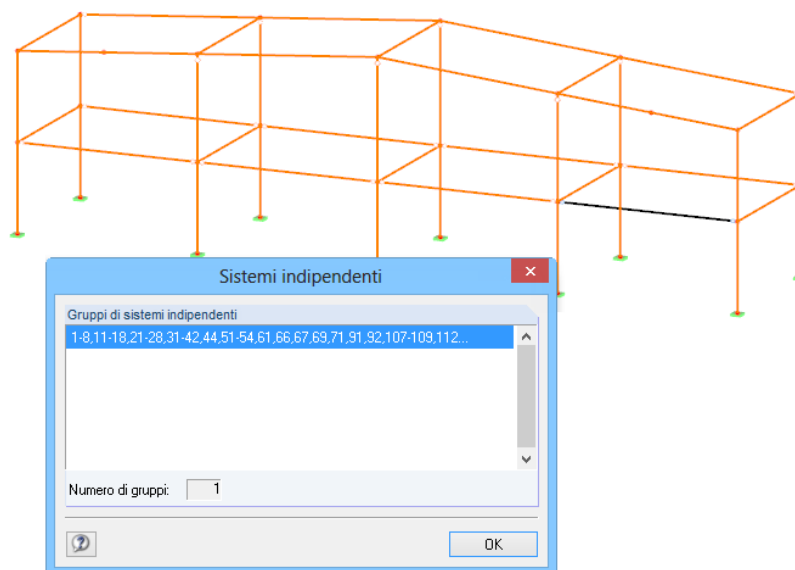 Sistemi indipendenti
Gruppi di sistemi indipendenti
1-8,11-18,21-28,31-42,44,51-54,61,66,67,69,71,91,92,107-109,112...
Numero di gruppi: 1
OK